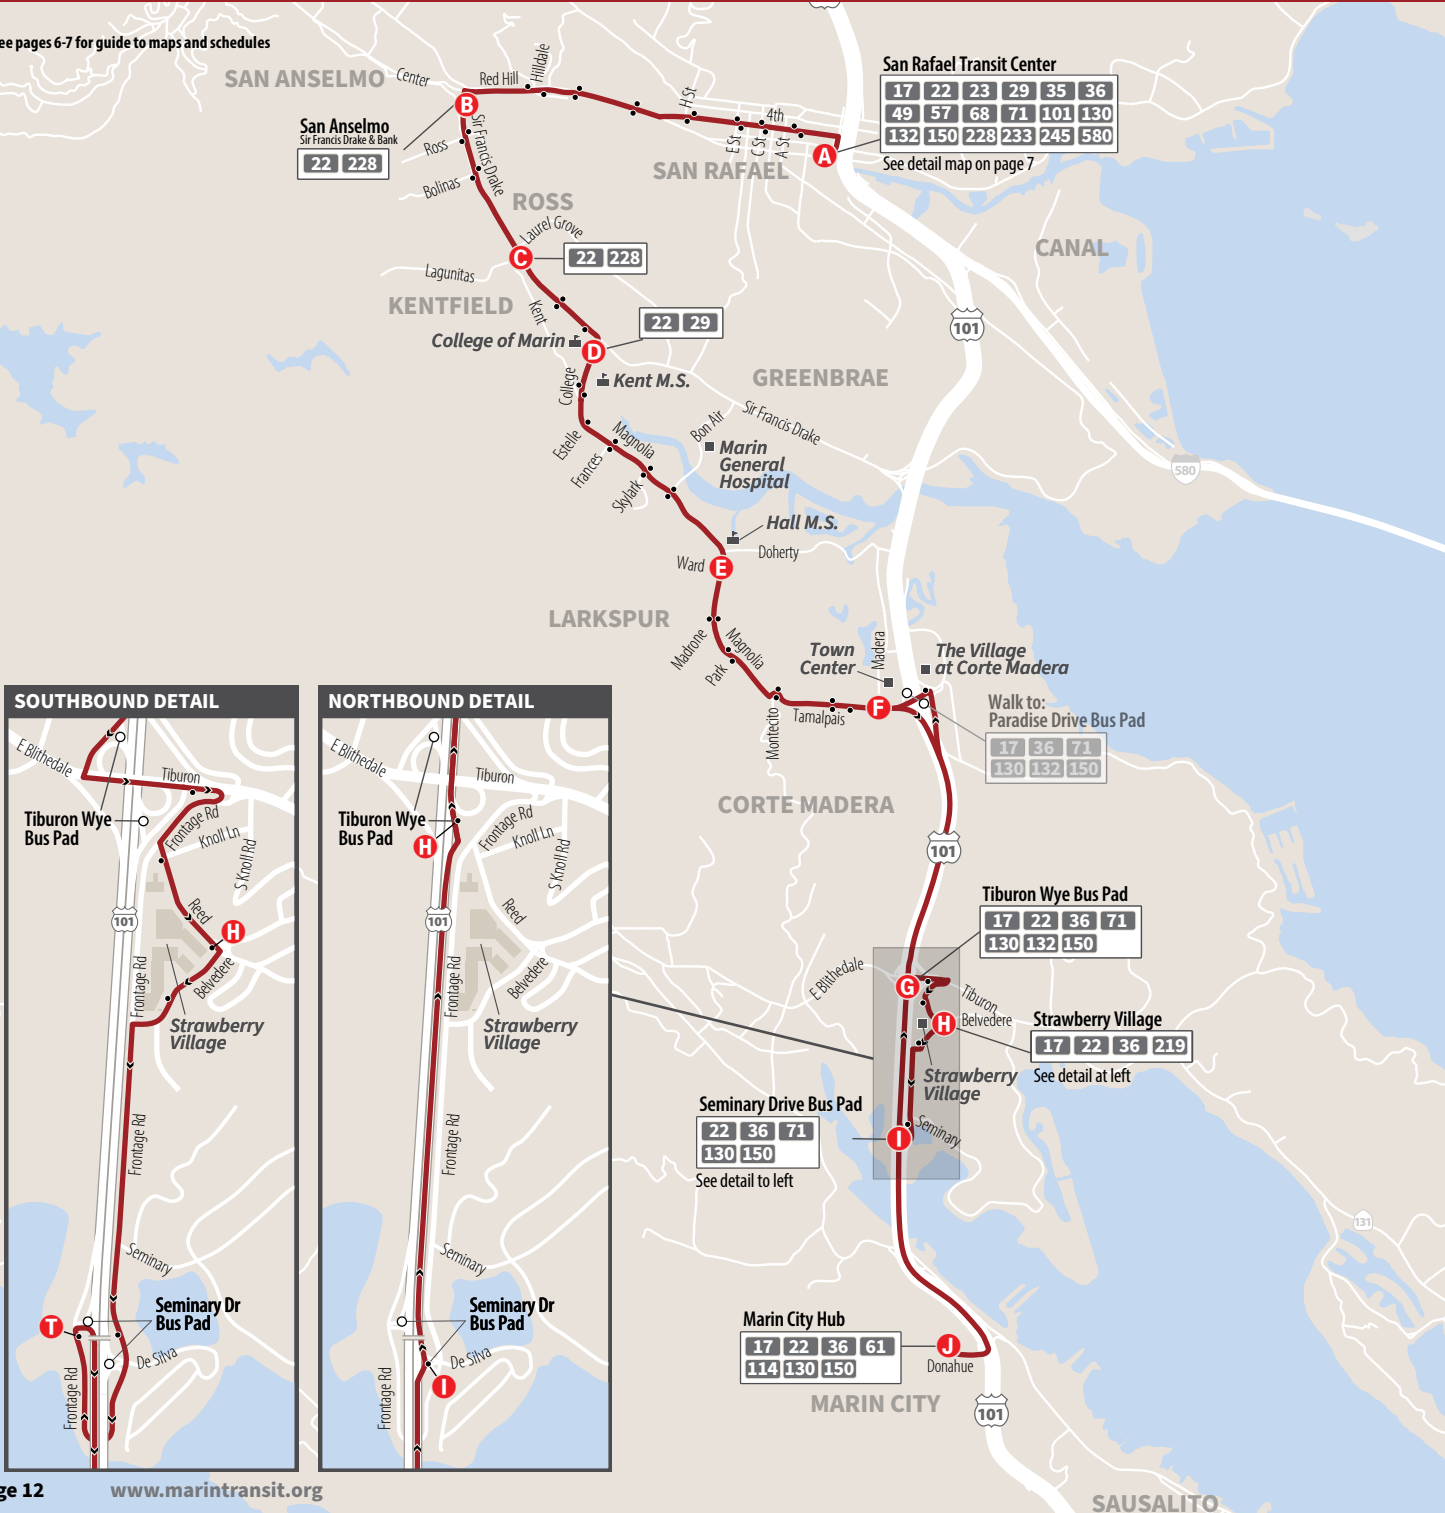 ee pages 6-7 for guide to maps and schedules
SAN ANSELMO
Center
Red Hill
Hilldale
H St
4th
E St
C St
A St
SAN RAFAEL
A
San Rafael Transit Center
17 22 23 29 35 36
49 57 68 71 101 130
132 150 228 233 245 580
See detail map on page 7
B
San Anselmo
Sir Francis Drake & Bank
22 228
Ross
Sir Francis Drake
Bolinas
ROSS
Laurel Grove
C
22 228
Lagunitas
KENTFIELD
Kent
CANAL
101
College of Marin
D
22 29
Kent M.S.
College
GREENBRAE
Sir Francis Drake
Bon Air
Marin
General
Hospital
Estelle
Frances
Magnolia
Skylark
580
Hall M.S.
Doherty
Ward
E
LARKSPUR
Madrone
Magnolia
Park
Town
Center
Madera
The Village
at Corte Madera
Montecito
Tamalpais
F
Walk to:
Paradise Drive Bus Pad
17 36 71
130 132 150
CORTE MADERA
101
Tiburon Wye Bus Pad
17 22 36 71
130 132 150
E Blithedale
G
Tiburon
Belvedere
H
Strawberry Village
17 22 36 219
See detail at left
Strawberry
Village
Seminary Drive Bus Pad
22 36 71
130 150
See detail to left
I
Seminary
131
Marin City Hub
17 22 36 61
114 130 150
J
Donahue
MARIN CITY
101
SAUSALITO
SOUTHBOUND DETAIL
E Blithedale
Tiburon
Tiburon Wye
Bus Pad
Frontage Rd
Knoll Ln
S Knoll Rd
101
Reed
H
Belvedere
Frontage Rd
Strawberry
Village
Frontage Rd
Seminary
Seminary Dr
Bus Pad
T
De Silva
Frontage Rd
NORTHBOUND DETAIL
E Blithedale
Tiburon
Tiburon Wye
Bus Pad
H
Frontage Rd
Knoll Ln
S Knoll Rd
101
Reed
Belvedere
Frontage Rd
Strawberry
Village
Frontage Rd
Seminary
Seminary Dr
Bus Pad
De Silva
I
Frontage Rd
ge 12
www.marintransit.org